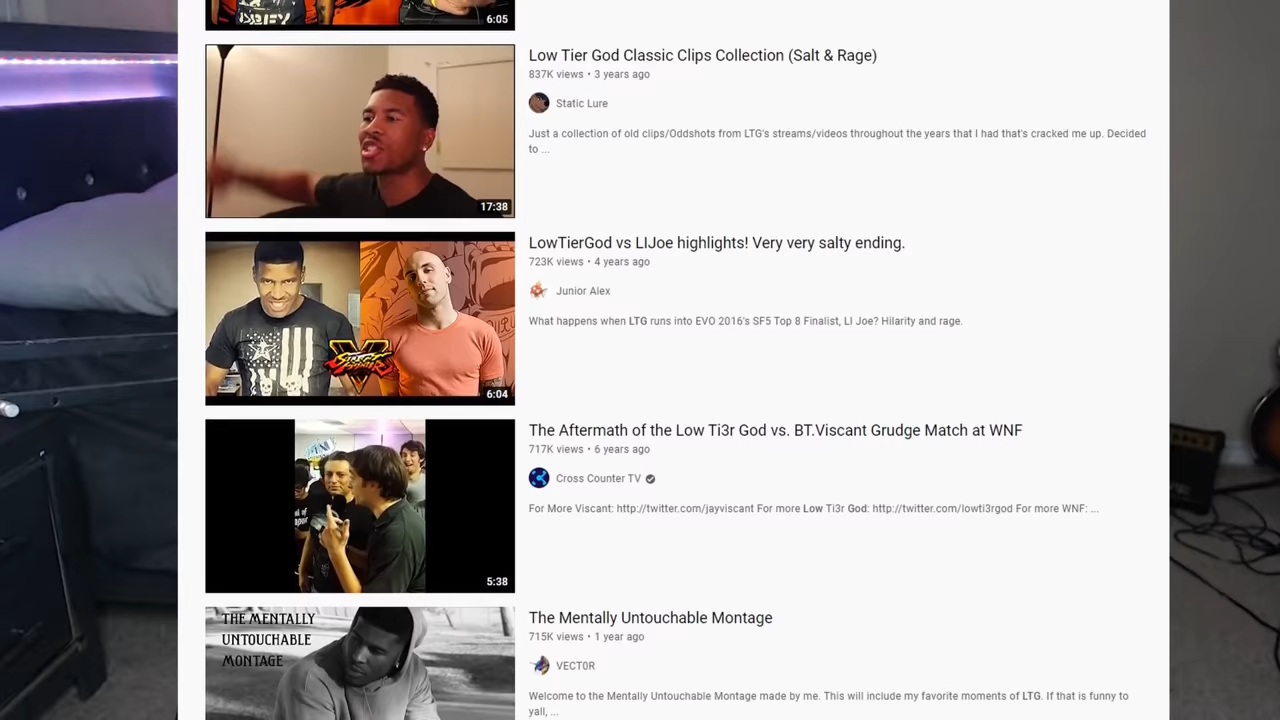 OBEY
6:05
Low Tier God Classic Clips Collection (Salt & Rage)
837K views • 3 years ago
Static Lure
Just a collection of old clips/Oddshots from LTG's streams/videos throughout the years that I had that's cracked me up. Decided
to ...
17:38
LowTierGod vs LIJoe highlights! Very very salty ending.
723K views • 4 years ago
Junior Alex
What happens when LTG runs into EVO 2016's SF5 Top 8 Finalist, LI Joe? Hilarity and rage.
STREET
FIGHTER
V
6:04
The Aftermath of the Low Ti3r God vs. BT.Viscant Grudge Match at WNF
717K views • 6 years ago
Cross Counter TV
For More Viscant: http://twitter.com/jayviscant For more Low Ti3r God: http://twitter.com/lowti3rgod For more WNF: ...
5:38
THE MENTALLY
UNTOUCHABLE
MONTAGE
The Mentally Untouchable Montage
715K views • 1 year ago
VECT0R
Welcome to the Mentally Untouchable Montage made by me. This will include my favorite moments of LTG. If that is funny to
yall, ...